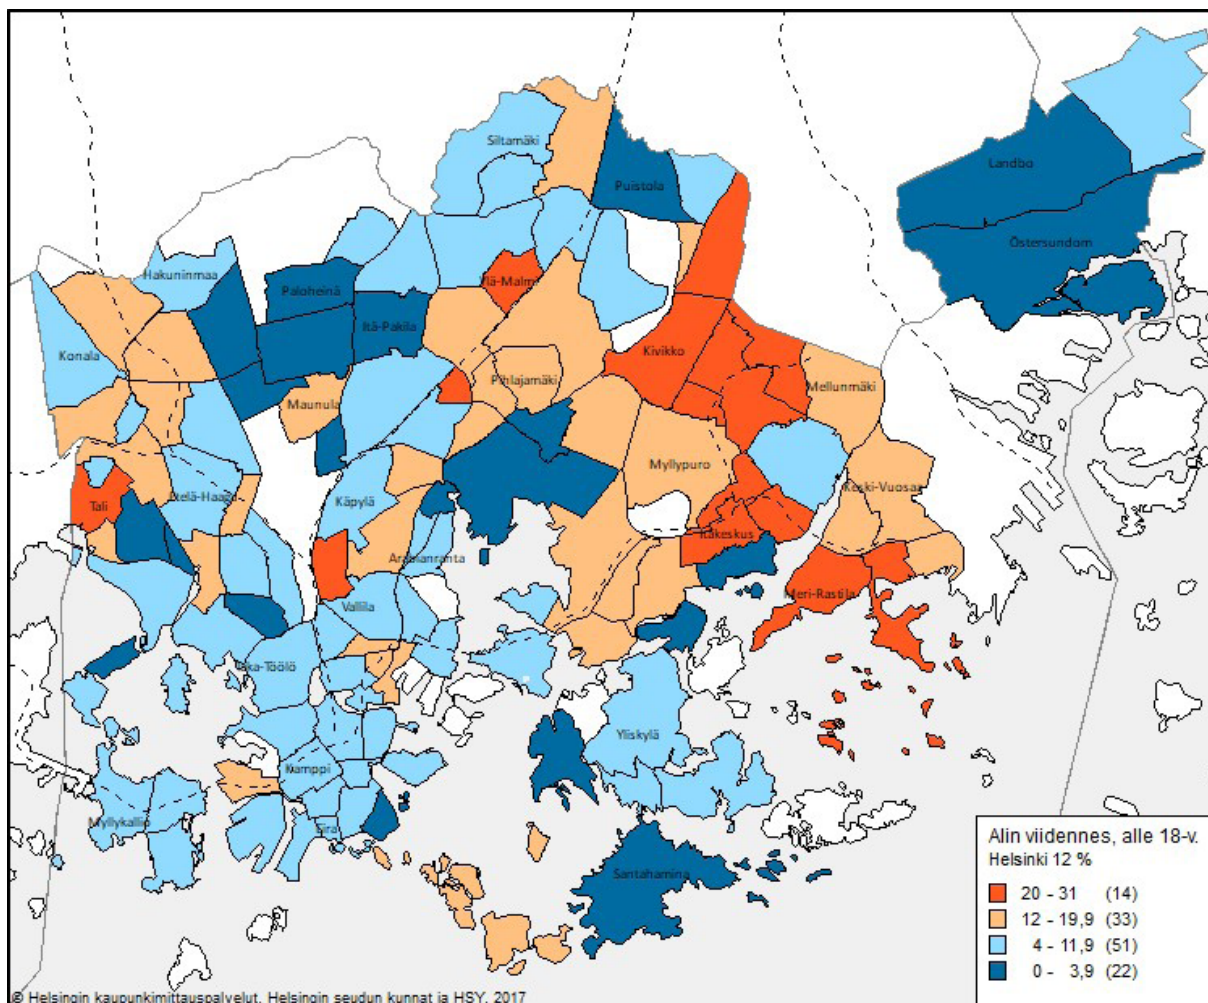 Siltamäki
Landbo
Puistola
Östersundom
Hakuninmaa
Paloheinä
Ylä-Malmi
Itä-Pakila
Konala
Kivikko
Pihlajamäki
Mellunmäki
Maunula
Myllypuro
Etelä-Haaga
Käpylä
Keski-Vuosaa
Tali
Itäkeskus
Arabianranta
Meri-Rastila
Vallila
Taka-Töölö
Yliskylä
Kamppi
Myllykallio
Eira
Santahamina
Alin viidennes, alle 18-v.
Helsinki 12 %
20 - 31 (14)
12 - 19,9 (33)
4 - 11,9 (51)
0 - 3,9 (22)
© Helsingin kaupunkimittauspalvelut, Helsingin seudun kunnat ja HSY, 2017